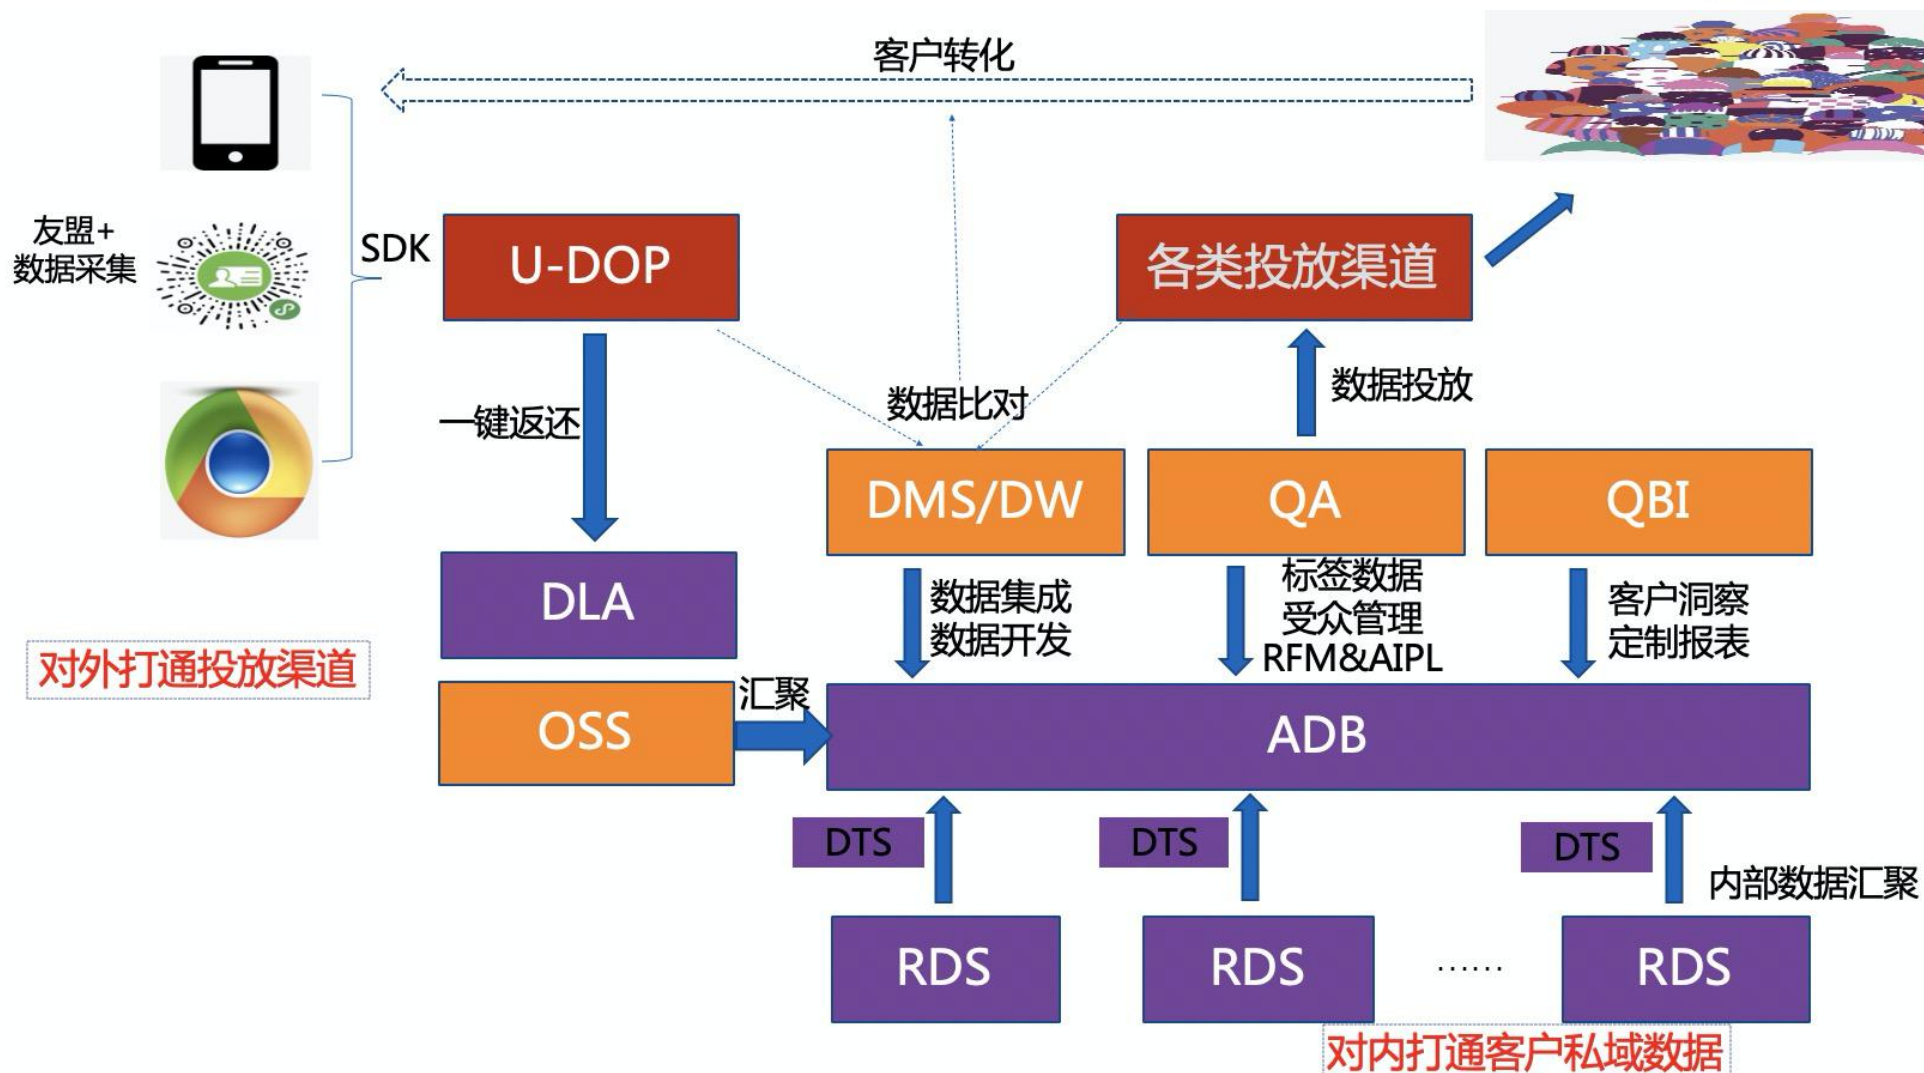 客户转化
友盟+
数据采集
SDK
U-DOP
各类投放渠道
一键返还
数据比对
数据投放
DMS/DW
QA
QBI
DLA
数据集成
数据开发
标签数据
受众管理
RFM&AIPL
客户洞察
定制报表
对外打通投放渠道
OSS
汇聚
ADB
DTS
DTS
DTS
内部数据汇聚
RDS
RDS
......
RDS
对内打通客户私域数据